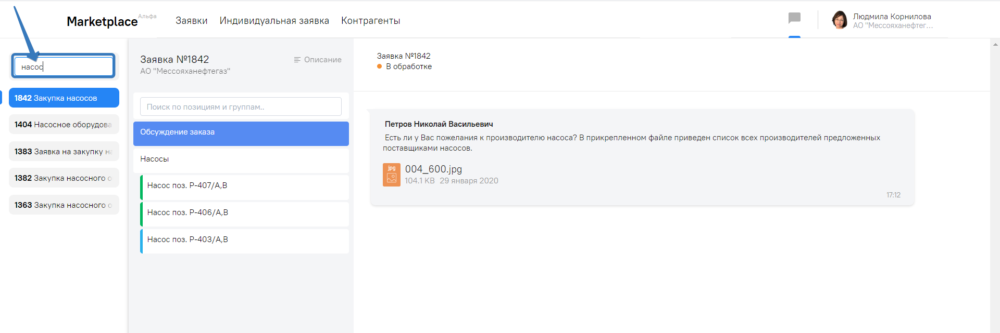 Marketplace Альфа
Заявки Индивидуальная заявка Контрагенты
Людмила Корнилова
АО "Мессояханефтег...
насос
1842 Закупка насосов
1404 Насосное оборудова
1383 Заявка на закупку на
1382 Закупка насосного о
1363 Закупка насосного о
Заявка №1842
Описание
АО "Мессояханефтегаз"
Поиск по позициям и группам..
Обсуждение заказа
Насосы
Насос поз. P-407/A,B
Насос поз. P-406/A,B
Насос поз. P-403/A,B
Заявка №1842
В обработке
Петров Николай Васильевич
Есть ли у Вас пожелания к производителю насоса? В прикрепленном файле приведен список всех производителей предложенных
поставщиками насосов.
jpg
004_600.jpg
104.1 KB 29 января 2020
17:12